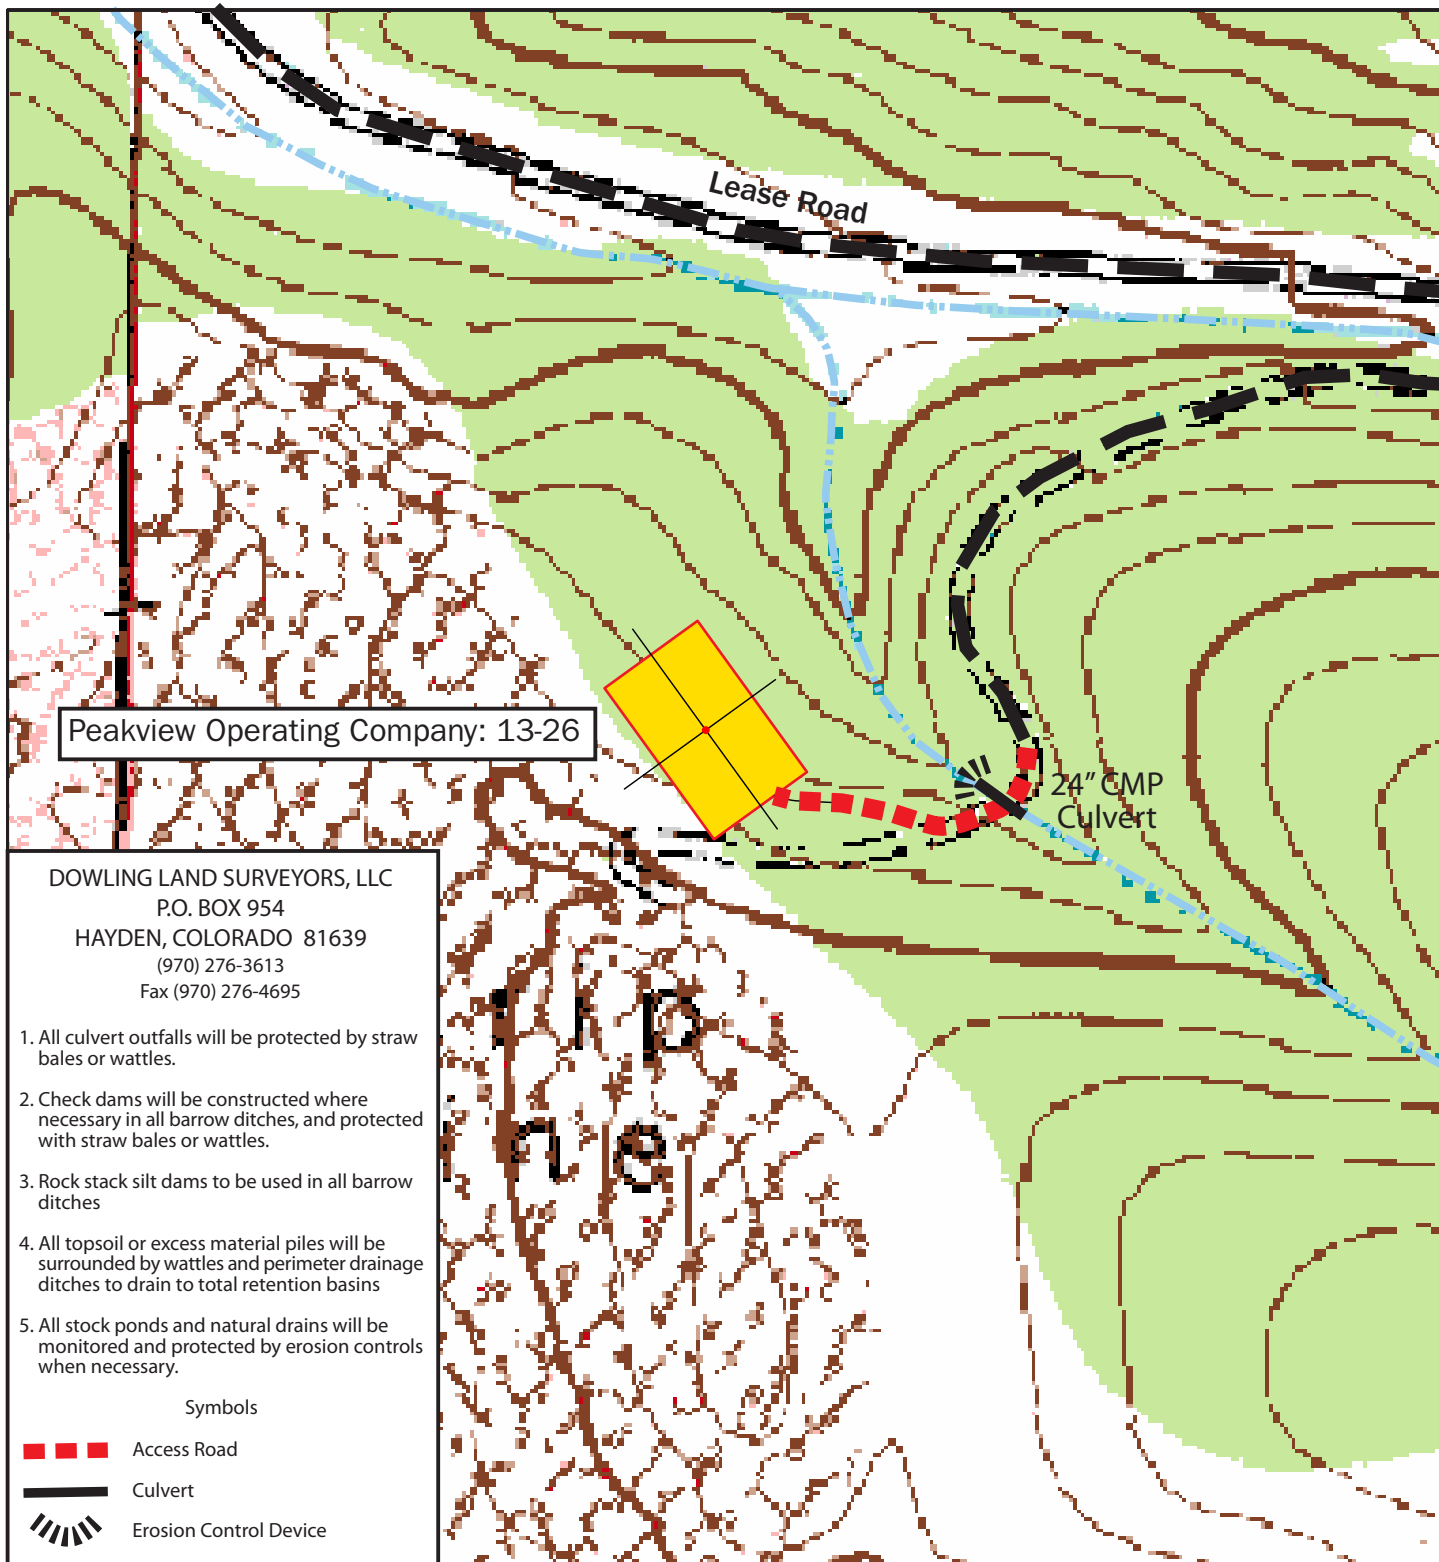 Lease Road
Peakview Operating Company: 13-26
24" CMP
Culvert
DOWLING LAND SURVEYORS, LLC
P.O. BOX 954
HAYDEN, COLORADO 81639
(970) 276-3613
Fax (970) 276-4695
1. All culvert outfalls will be protected by straw
bales or wattles.
2. Check dams will be constructed where
necessary in all barrow ditches, and protected
with straw bales or wattles.
3. Rock stack silt dams to be used in all barrow
ditches
4. All topsoil or excess material piles will be
surrounded by wattles and perimeter drainage
ditches to drain to total retention basins
5. All stock ponds and natural drains will be
monitored and protected by erosion controls
when necessary.
Symbols
Access Road
Culvert
Erosion Control Device